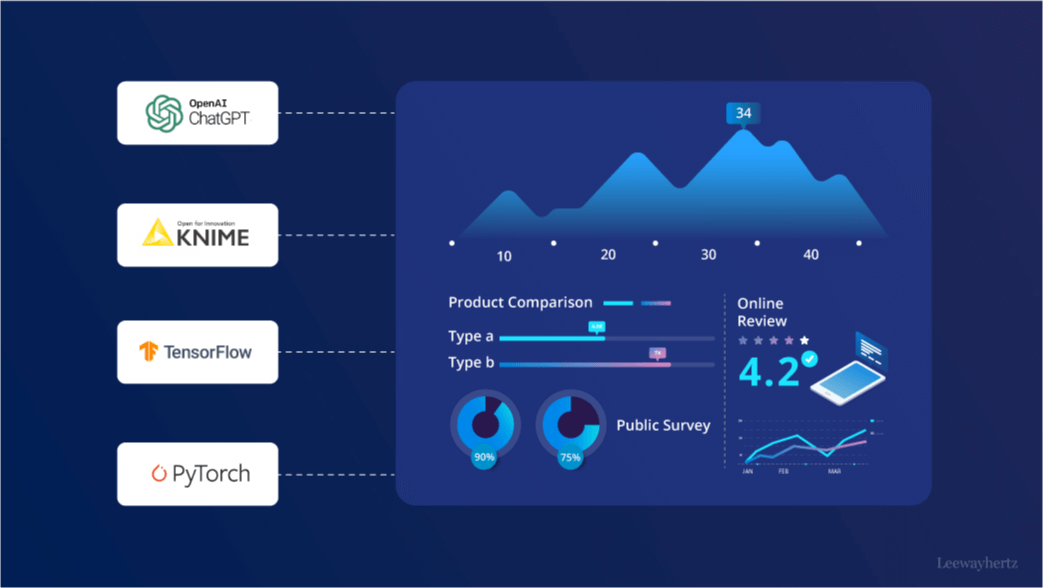 OpenAI
ChatGPT
Open for Innovation
KNIME
TensorFlow
PyTorch
34
10 20 30 40
Product Comparison
Type a
Type b
90%
75%
Public Survey
Online
Review
4.2
JAN FEB MAR
Leewayhertz